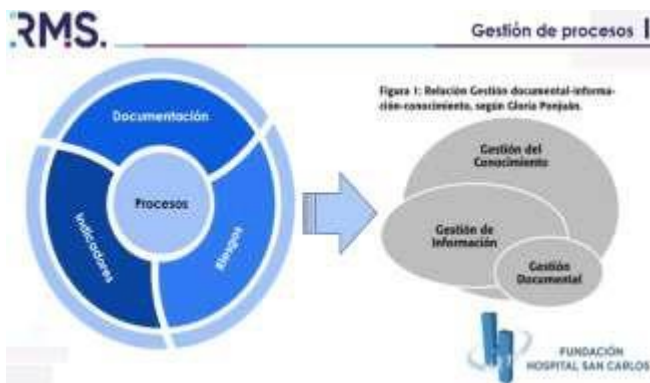 RMS.
Gestión de procesos
Documentación
Procesos
Indicadores
Riesgos
Figura 1: Relación Gestión documental-informa-
ción-conocimiento, según Gloria Ponjuán.
Gestión del
Conocimiento
Gestión de
Información
Gestión
Documental
FUNDACIÓN
HOSPITAL SAN CARLOS